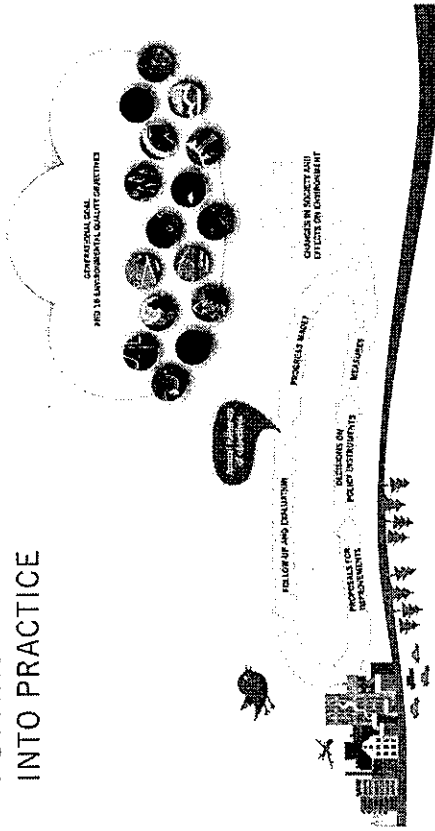 INTO PRACTICE
GENERATIONAL GOAL
AND 16 ENVIRONMENTAL QUALITY OBJECTIVES
CHANGES IN SOCIETY AND
EFFECTS ON ENVIRONMENT
PROGRESS MADE?
FOLLOW-UP AND EVALUATION
MEASURES
DECISIONS ON
POLICY INSTRUMENTS
PROPOSALS FOR
IMPROVEMENTS